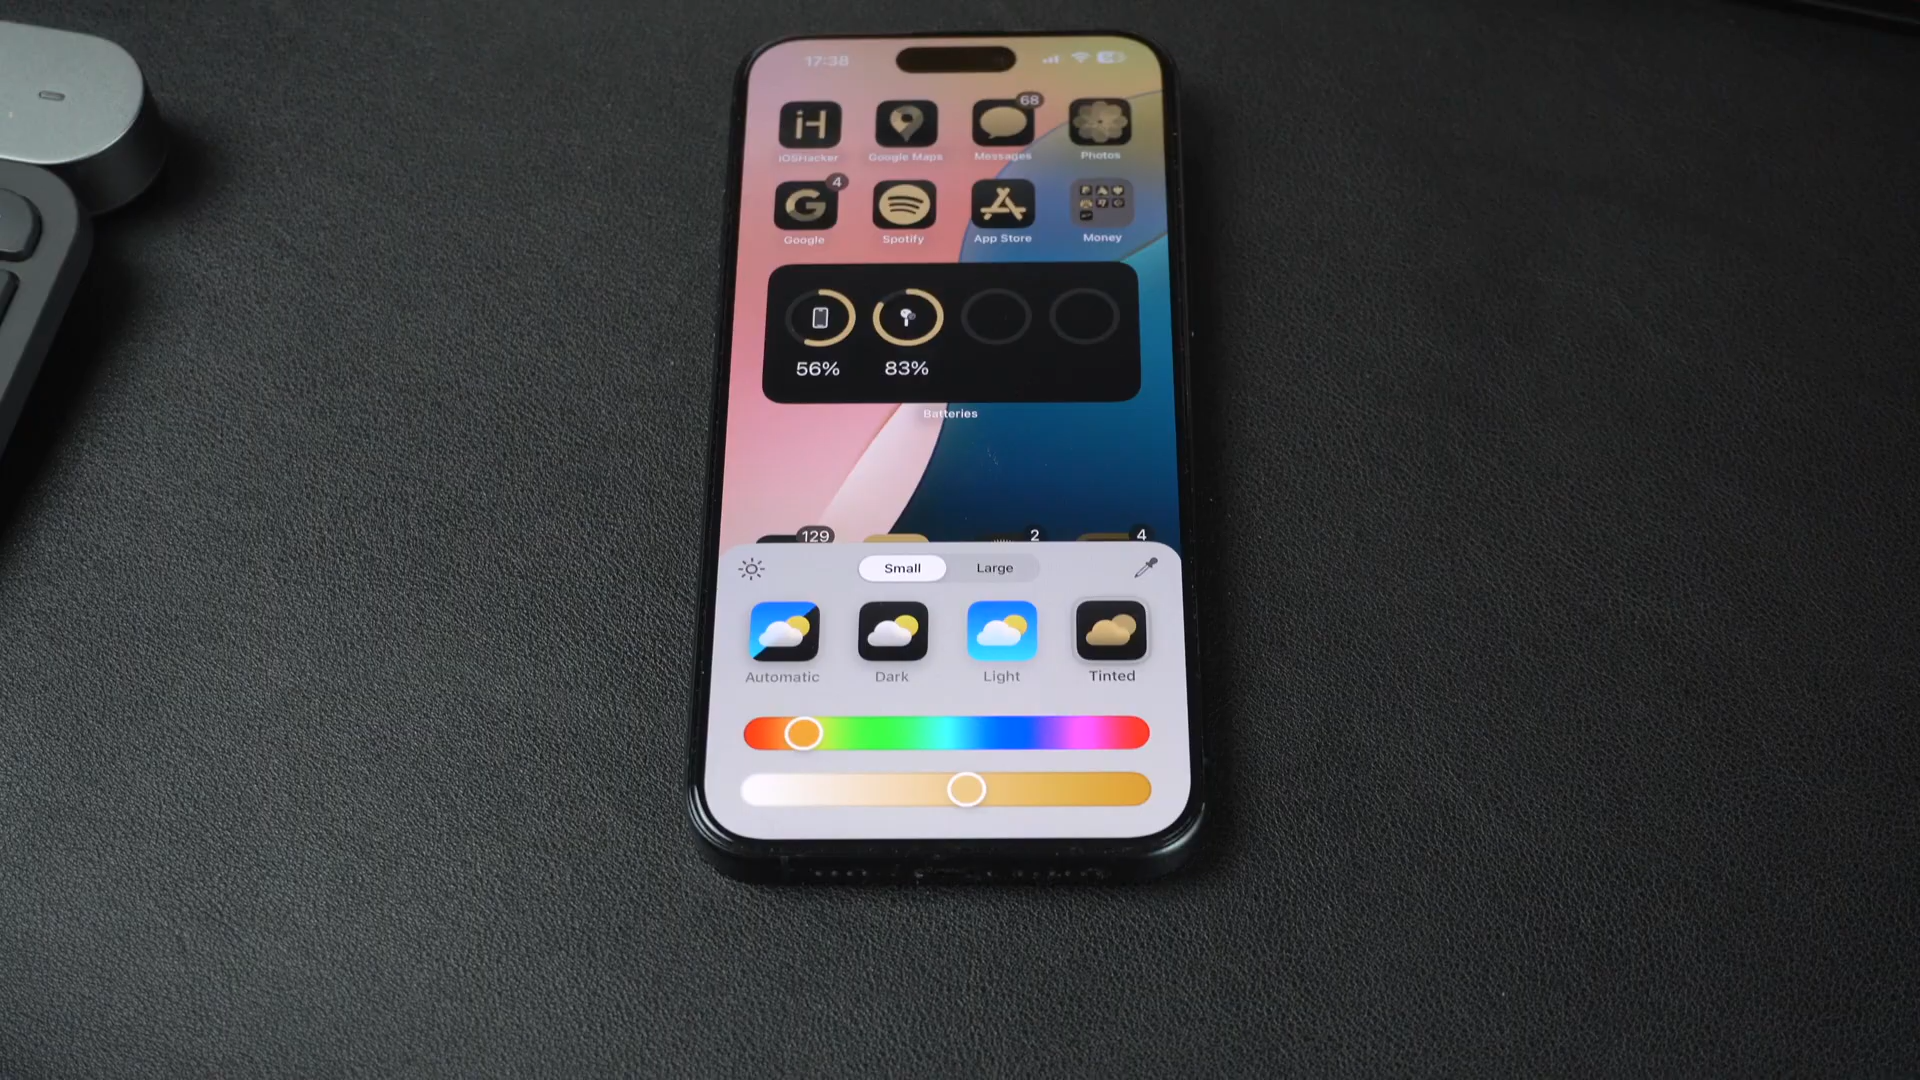 17:38
iH
68
iOSHacker
Google Maps
Messages
Photos
4
G
Google
Spotify
App Store
Money
56%
83%
Batteries
129
2
4
Small
Large
Automatic
Dark
Light
Tinted